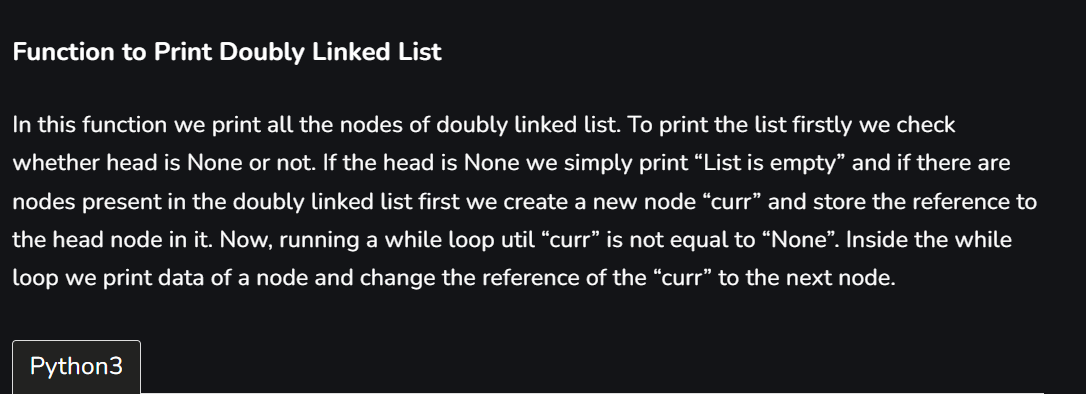 Function to Print Doubly Linked List
In this function we print all the nodes of doubly linked list. To print the list firstly we check
whether head is None or not. If the head is None we simply print “List is empty” and if there are
nodes present in the doubly linked list first we create a new node “curr” and store the reference to
the head node in it. Now, running a while loop util “curr” is not equal to “None”. Inside the while
loop we print data of a node and change the reference of the “curr” to the next node.
Python3